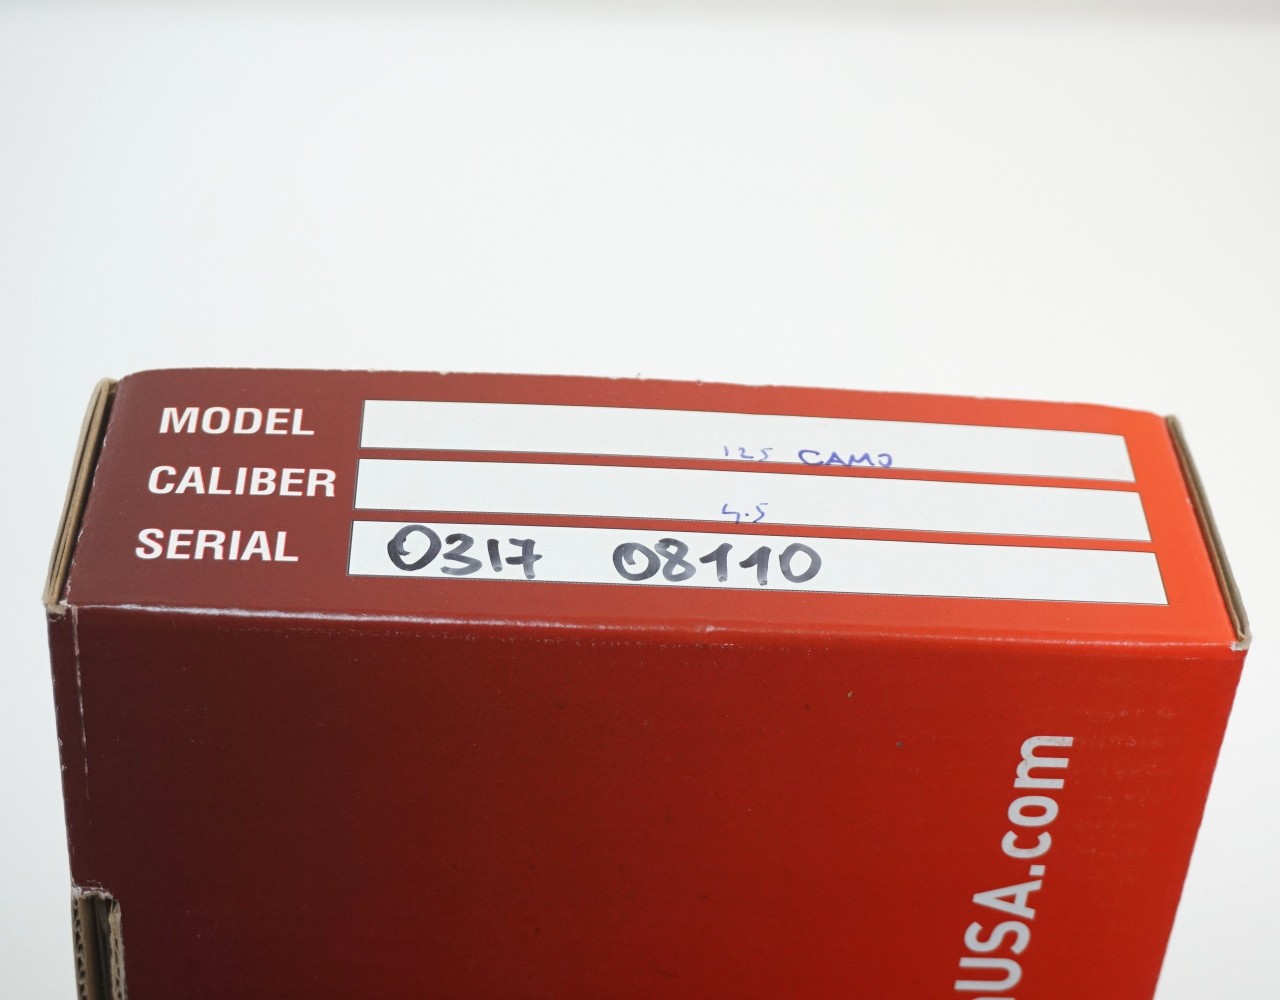 MODEL 125 CAMO
CALIBER 4.5
SERIAL 0317 08110
USA.com